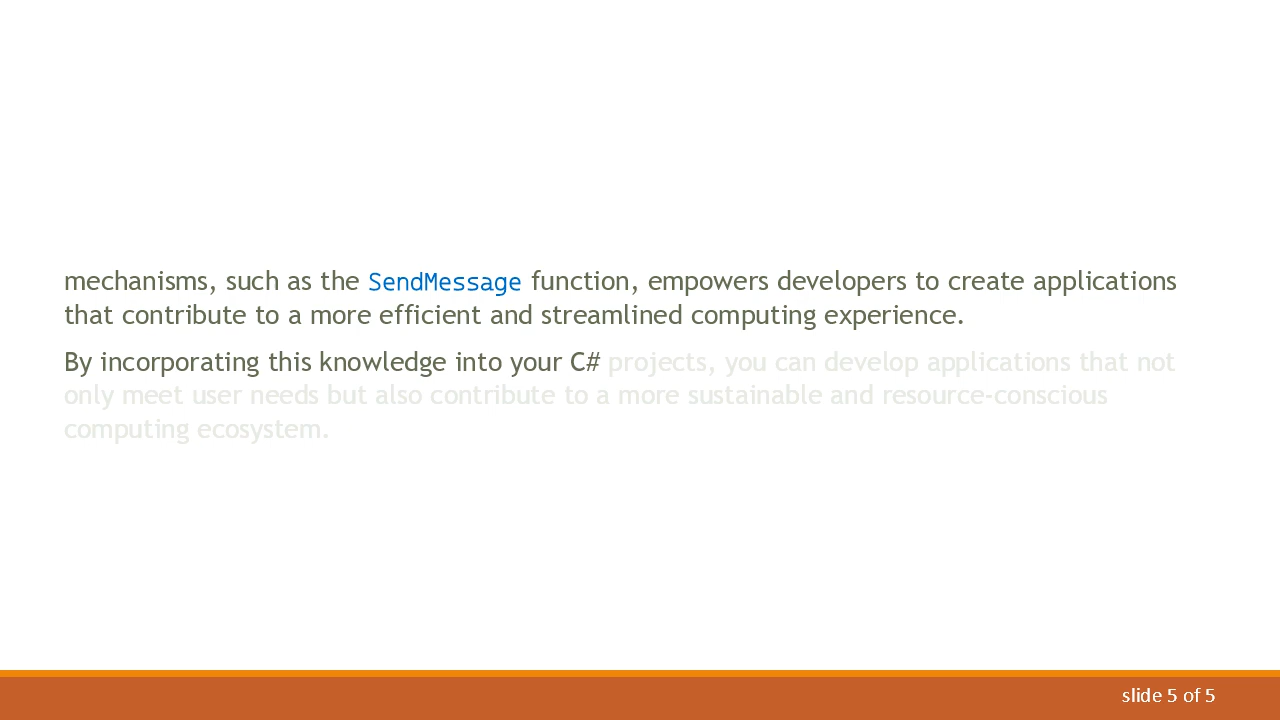 mechanisms, such as the SendMessage function, empowers developers to create applications
that contribute to a more efficient and streamlined computing experience.
By incorporating this knowledge into your C# projects, you can develop applications that not
only meet user needs but also contribute to a more sustainable and resource-conscious
computing ecosystem.
slide 5 of 5